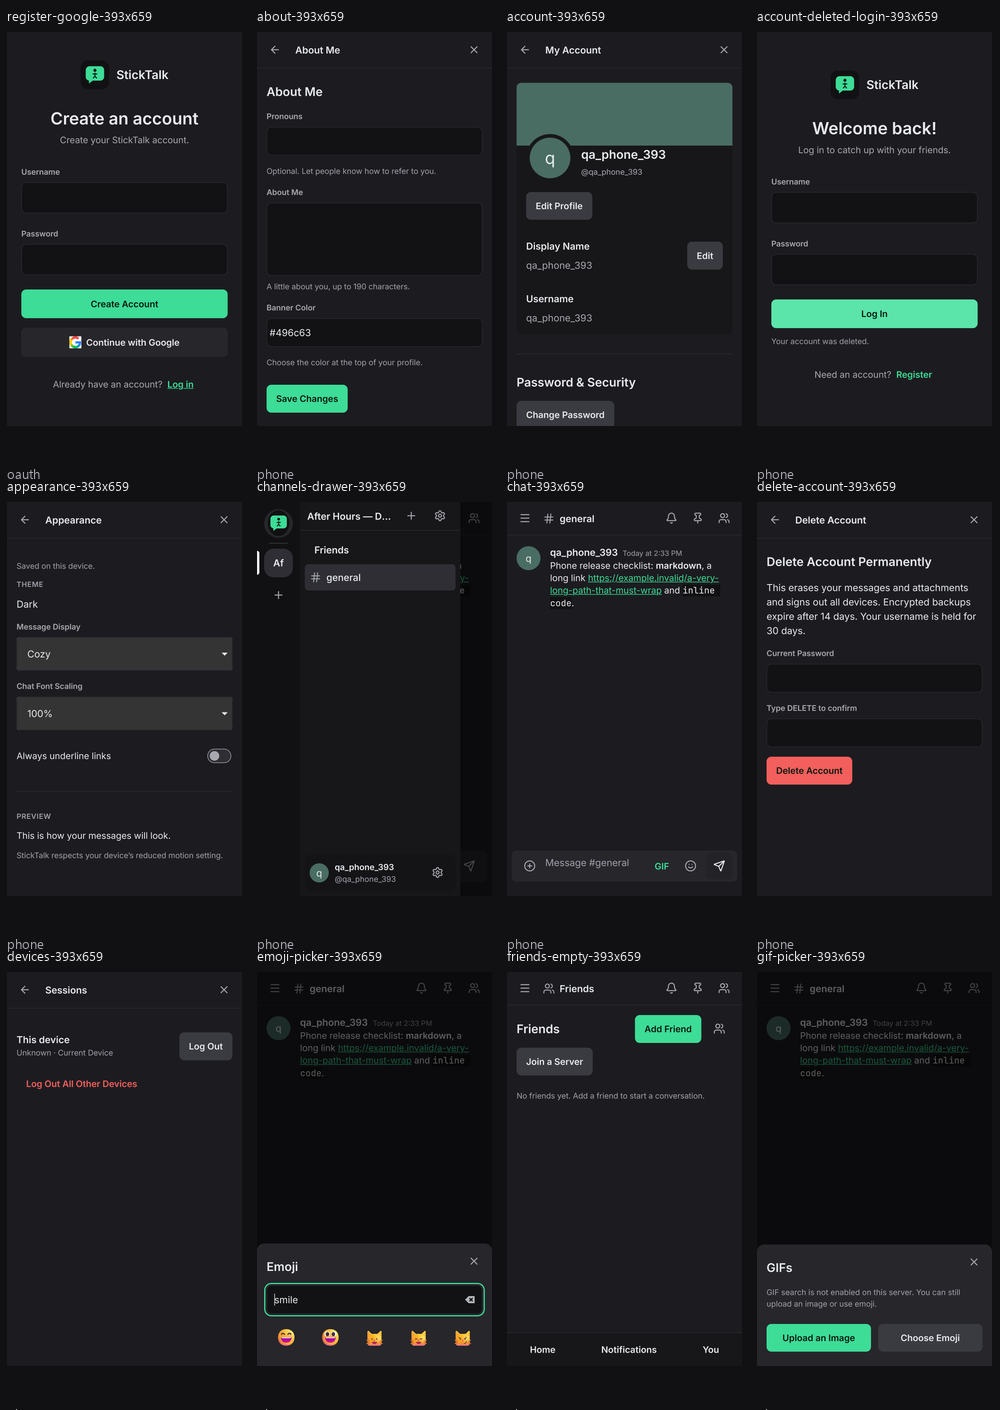 register-google-393x659
StickTalk
Create an account
Create your StickTalk account.
Username
Password
Create Account
Continue with Google
Already have an account? Log in
about-393x659
About Me
About Me
Pronouns
Optional. Let people know how to refer to you.
About Me
A little about you, up to 190 characters.
Banner Color
#496c63
Choose the color at the top of your profile.
Save Changes
account-393x659
My Account
q
qa_phone_393
@qa_phone_393
Edit Profile
Display Name
qa_phone_393
Edit
Username
qa_phone_393
Password & Security
Change Password
account-deleted-login-393x659
StickTalk
Welcome back!
Log in to catch up with your friends.
Username
Password
Log In
Your account was deleted.
Need an account? Register
oauth
appearance-393x659
Appearance
Saved on this device.
THEME
Dark
Message Display
Cozy
Chat Font Scaling
100%
Always underline links
PREVIEW
This is how your messages will look.
StickTalk respects your device's reduced motion setting.
phone
channels-drawer-393x659
After Hours — D...
Af
Friends
# general
q
qa_phone_393
@qa_phone_393
phone
chat-393x659
# general
q
qa_phone_393 Today at 2:33 PM
Phone release checklist: markdown, a
long link https://example.invalid/a-very-
long-path-that-must-wrap and inline
code.
Message #general
GIF
phone
delete-account-393x659
Delete Account
Delete Account Permanently
This erases your messages and attachments
and signs out all devices. Encrypted backups
expire after 14 days. Your username is held for
30 days.
Current Password
Type DELETE to confirm
Delete Account
phone
devices-393x659
Sessions
This device
Unknown · Current Device
Log Out
Log Out All Other Devices
phone
emoji-picker-393x659
# general
q
qa_phone_393 Today at 2:33 PM
Phone release checklist: markdown, a
long link https://example.invalid/a-very-
long-path-that-must-wrap and inline
code.
Emoji
smile
phone
friends-empty-393x659
Friends
Friends
Add Friend
Join a Server
No friends yet. Add a friend to start a conversation.
Home
Notifications
You
phone
gif-picker-393x659
# general
q
qa_phone_393 Today at 2:33 PM
Phone release checklist: markdown, a
long link https://example.invalid/a-very-
long-path-that-must-wrap and inline
code.
GIFs
GIF search is not enabled on this server. You can still
upload an image or use emoji.
Upload an Image
Choose Emoji